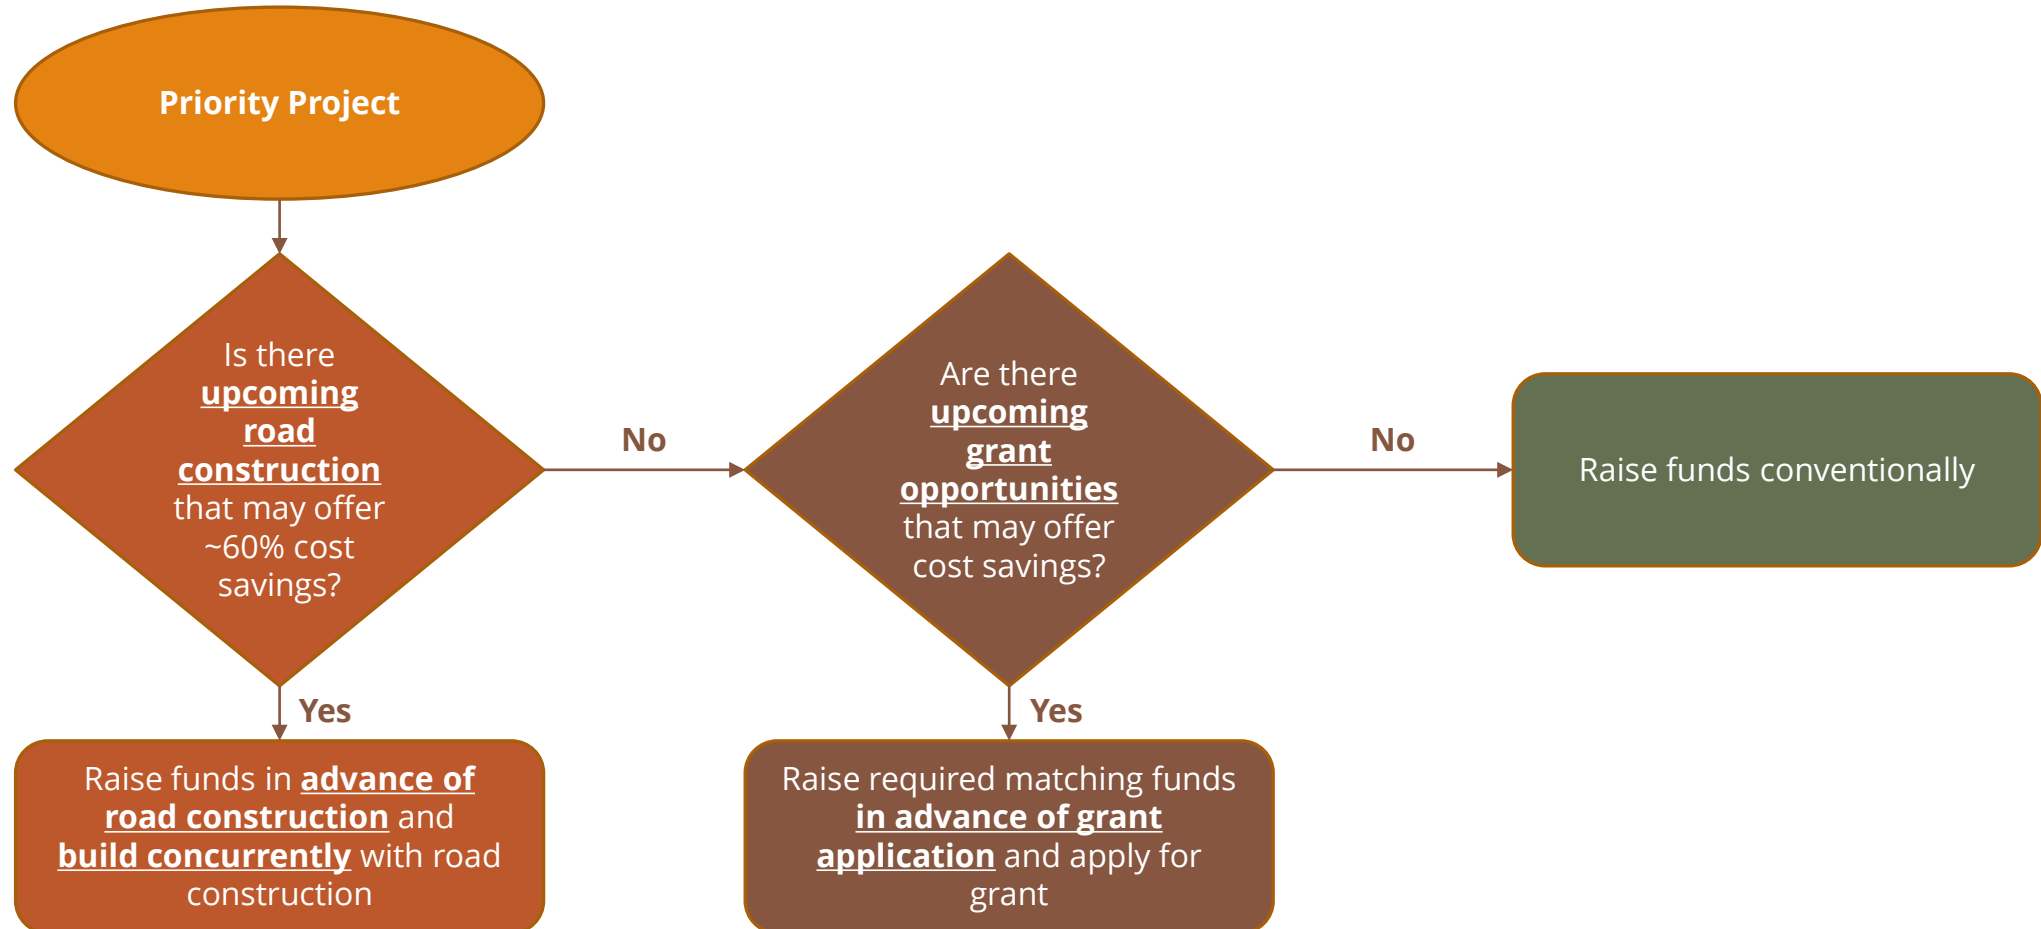 Priority Project
Is there
upcoming
road
construction
that may offer
~60% cost
savings?
No
Are there
upcoming
grant
opportunities
that may offer
cost savings?
No
Raise funds conventionally
Yes
Raise funds in advance of
road construction and
build concurrently with road
construction
Yes
Raise required matching funds
in advance of grant
application and apply for
grant